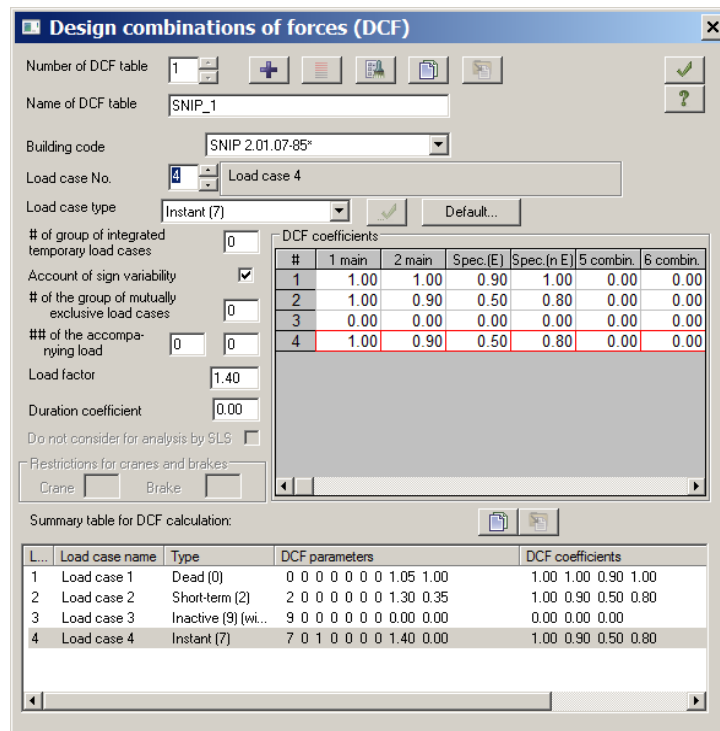 Design combinations of forces (DCF)
Number of DCF table 1
Name of DCF table SNIP_1
Building code SNIP 2.01.07-85*
Load case No. 4 Load case 4
Load case type Instant (7) Default...
# of group of integrated temporary load cases 0
Account of sign variability
# of the group of mutually exclusive load cases 0
## of the accompa-nying load 0 0
Load factor 1.40
Duration coefficient 0.00
Do not consider for analysis by SLS
Restrictions for cranes and brakes
Crane Brake
DCF coefficients
# 1 main 2 main Spec.(E) Spec.(n E) 5 combin. 6 combin.
1 1.00 1.00 0.90 1.00 0.00 0.00
2 1.00 0.90 0.50 0.80 0.00 0.00
3 0.00 0.00 0.00 0.00 0.00 0.00
4 1.00 0.90 0.50 0.80 0.00 0.00
Summary table for DCF calculation:
L... Load case name Type DCF parameters DCF coefficients
1 Load case 1 Dead (0) 0 0 0 0 0 0 0 1.05 1.00 1.00 1.00 0.90 1.00
2 Load case 2 Short-term (2) 2 0 0 0 0 0 0 1.30 0.35 1.00 0.90 0.50 0.80
3 Load case 3 Inactive (9) (wi... 9 0 0 0 0 0 0 0.00 0.00 0.00 0.00 0.00 0.00
4 Load case 4 Instant (7) 7 0 1 0 0 0 0 1.40 0.00 1.00 0.90 0.50 0.80